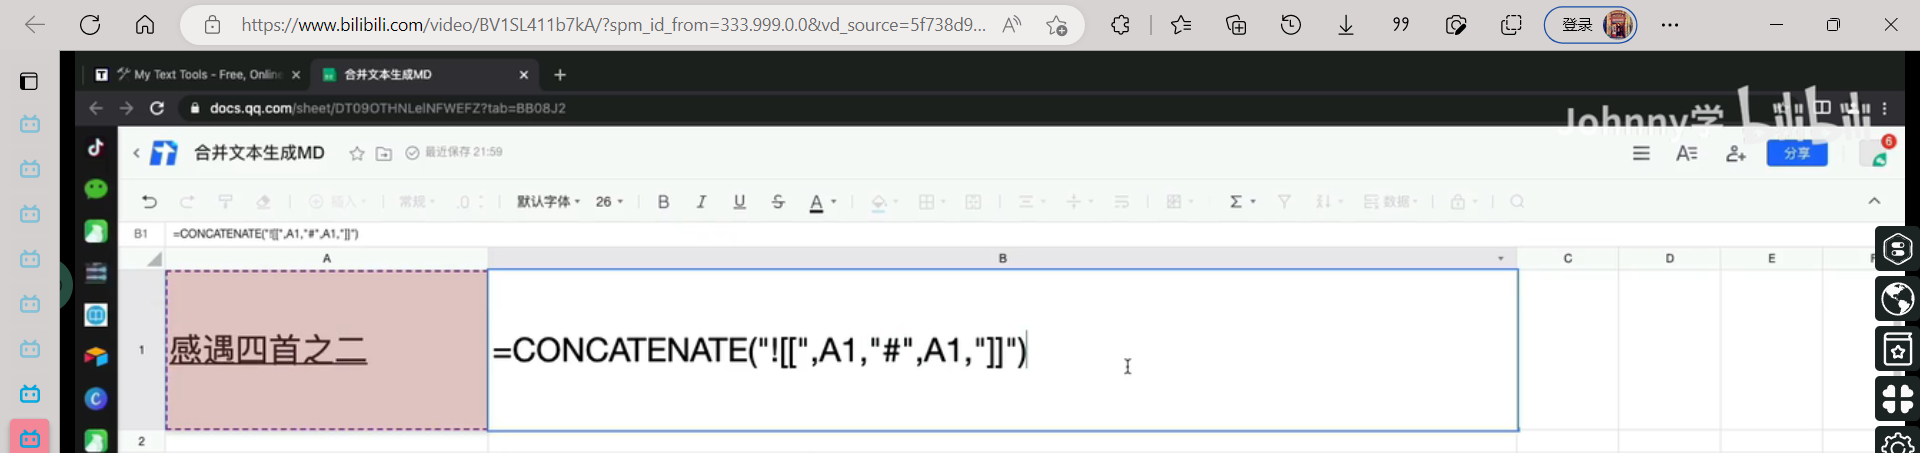 https://www.bilibili.com/video/BV1SL411b7kA/?spm_id_from=333.999.0.0&vd_source=5f738d9...
登录
My Text Tools - Free, Online
合并文本生成MD
docs.qq.com/sheet/DT09OTHNLelNFWEFZ?tab=BB08J2
Johnny学
bilibili
合并文本生成MD
最近保存 21:59
分享
6
插入
常规
.0
默认字体
26
B
I
U
S
A
Σ
数据
B1
=CONCATENATE("![[",A1,"#",A1,"]]")
A
B
C
D
E
F
1
感遇四首之二
=CONCATENATE("![[",A1,"#",A1,"]]")
2